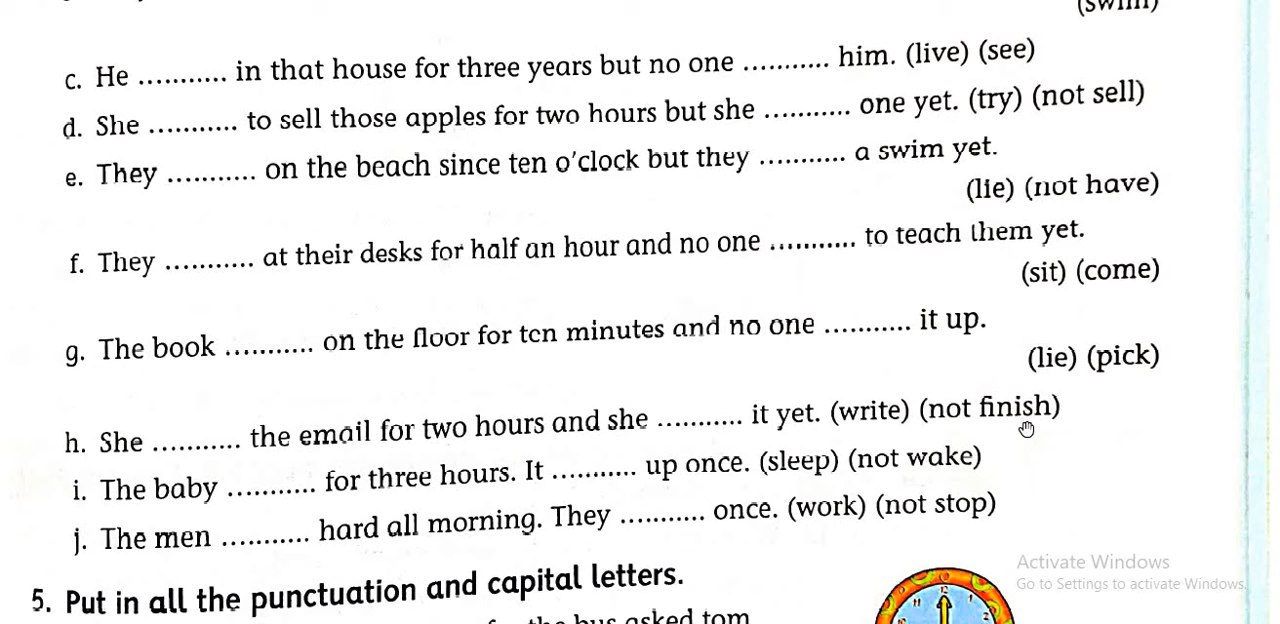 (swim)
c. He ........... in that house for three years but no one ........... him. (live) (see)
d. She ........... to sell those apples for two hours but she ........... one yet. (try) (not sell)
e. They ........... on the beach since ten o'clock but they ........... a swim yet.
(lie) (not have)
f. They ........... at their desks for half an hour and no one ........... to teach them yet.
(sit) (come)
g. The book ........... on the floor for ten minutes and no one ........... it up.
(lie) (pick)
h. She ........... the email for two hours and she ........... it yet. (write) (not finish)
i. The baby ........... for three hours. It ........... up once. (sleep) (not wake)
j. The men ........... hard all morning. They ........... once. (work) (not stop)
Activate Windows
Go to Settings to activate Windows.
5. Put in all the punctuation and capital letters.
the bus asked tom
11 12 1
2